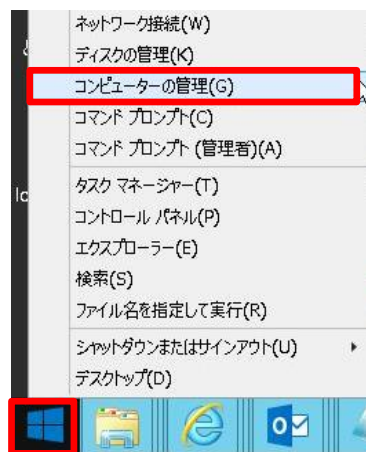 ネットワーク接続(W)
ディスクの管理(K)
コンピューターの管理(G)
コマンド プロンプト(C)
コマンド プロンプト (管理者)(A)
タスク マネージャー(T)
コントロール パネル(P)
エクスプローラー(E)
検索(S)
ファイル名を指定して実行(R)
シャットダウンまたはサインアウト(U)
デスクトップ(D)